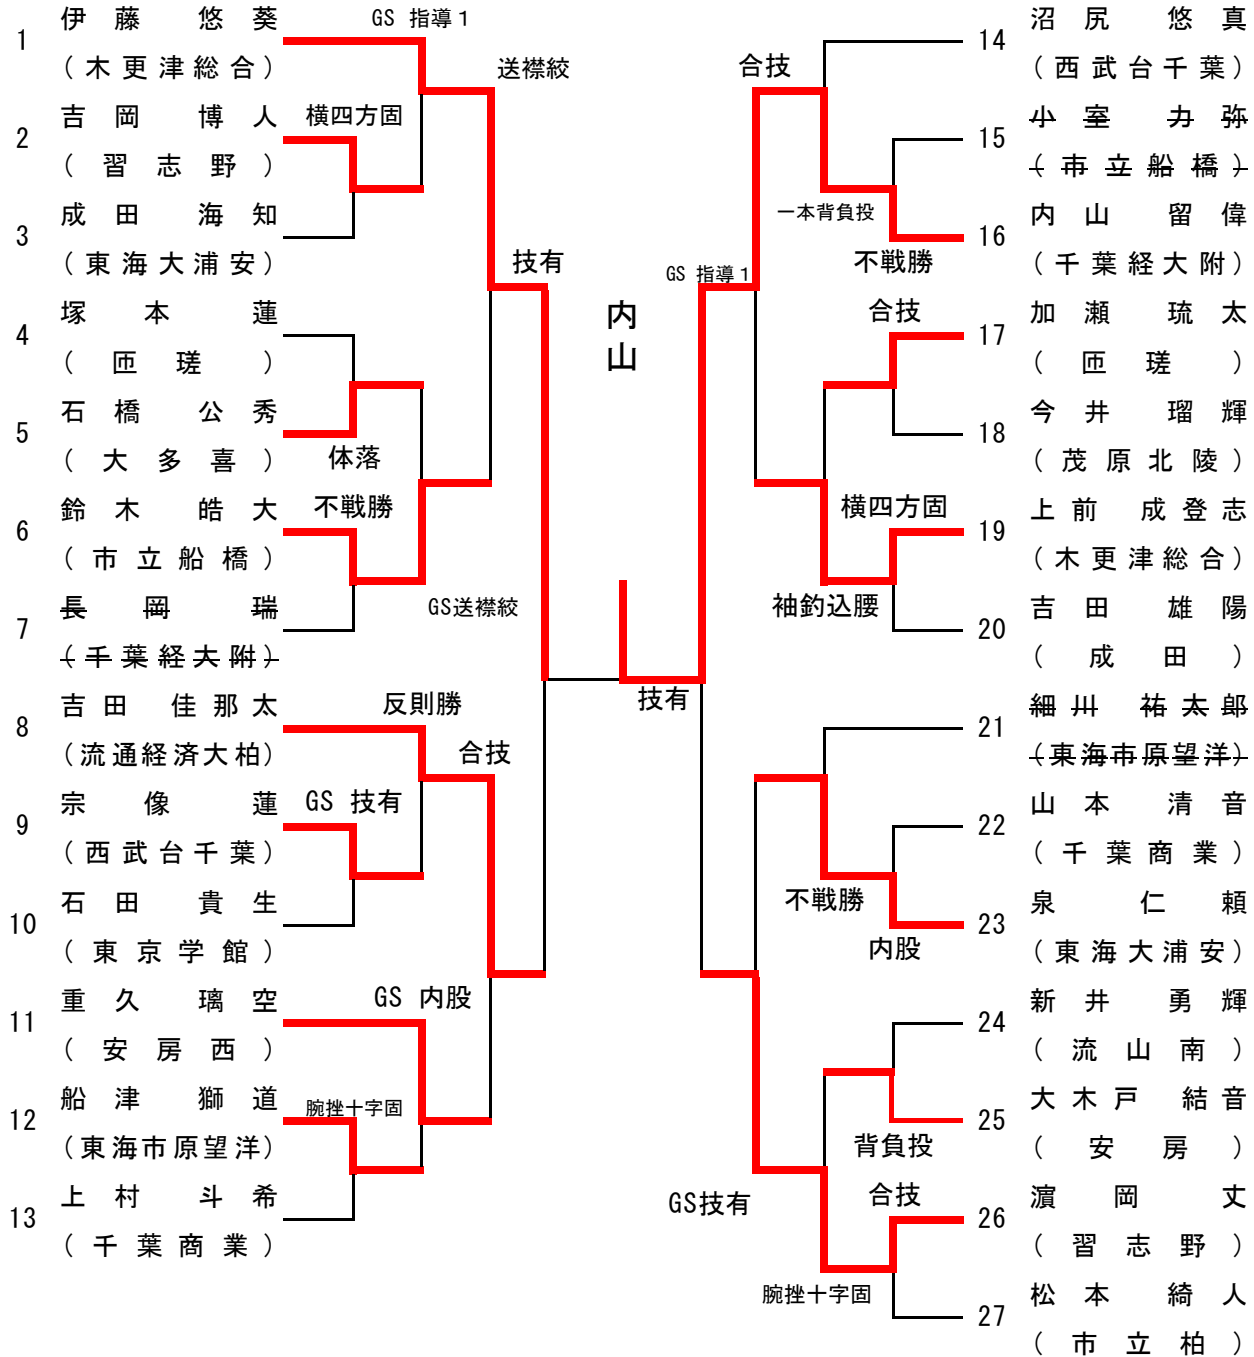 1 伊藤 悠葵
(木更津総合)
2 吉岡 博人
(習志野)
3 成田 海知
(東海大浦安)
4 塚本 蓮
(匝瑳)
5 石橋 公秀
(大多喜)
6 鈴木 皓大
(市立船橋)
7 長岡 瑞
(千葉経大附)
8 吉田 佳那太
(流通経済大柏)
9 宗像 蓮
(西武台千葉)
10 石田 貴生
(東京学館)
11 重久 璃空
(安房西)
12 船津 獅道
(東海市原望洋)
13 上村 斗希
(千葉商業)
GS 指導1
送襟絞
横四方固
技有
体落
不戦勝
GS送襟絞
反則勝
合技
GS 技有
GS 内股
腕挫十字固
内山
技有
合技
一本背負投
不戦勝
GS 指導1
合技
横四方固
袖釣込腰
不戦勝
内股
背負投
GS技有
合技
腕挫十字固
14 沼尻 悠真
(西武台千葉)
15 小室 力弥
(市立船橋)
16 内山 留偉
(千葉経大附)
17 加瀬 琉太
(匝瑳)
18 今井 瑠輝
(茂原北陵)
19 上前 成登志
(木更津総合)
20 吉田 雄陽
(成田)
21 細川 祐太郎
(東海市原望洋)
22 山本 清音
(千葉商業)
23 泉 仁頼
(東海大浦安)
24 新井 勇輝
(流山南)
25 大木戸 結音
(安房)
26 濵岡 丈
(習志野)
27 松本 綺人
(市立柏)